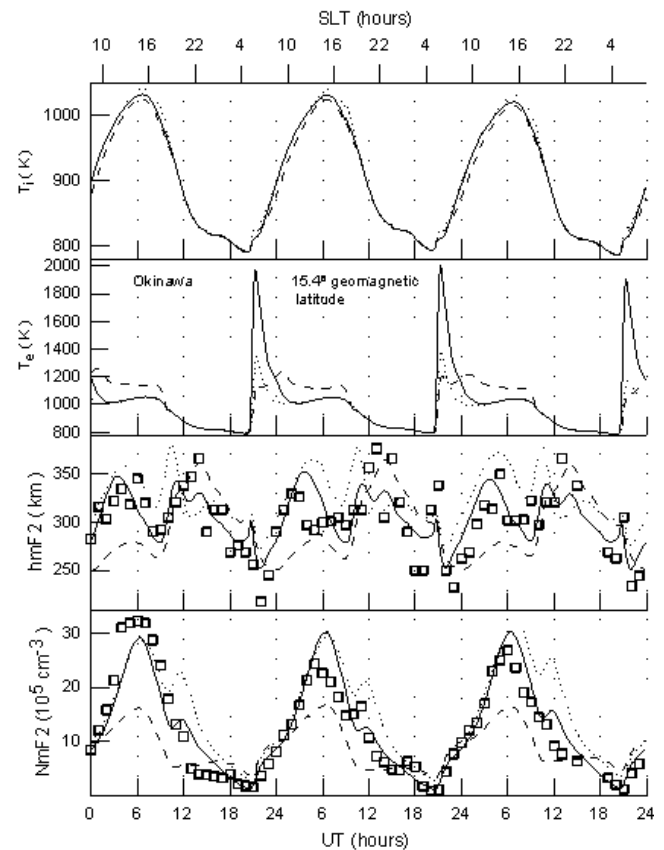 SLT (hours)
10 16 22 4 10 16 22 4 10 16 22 4
Ti (K)
1000
900
800
Te (K)
2000
1800
1600
1400
1200
1000
800
Okinawa 15.4º geomagnetic
latitude
hmF2 (km)
350
300
250
NmF2 (10⁵ cm⁻³)
30
20
10
0 6 12 18 24 6 12 18 24 6 12 18 24
UT (hours)